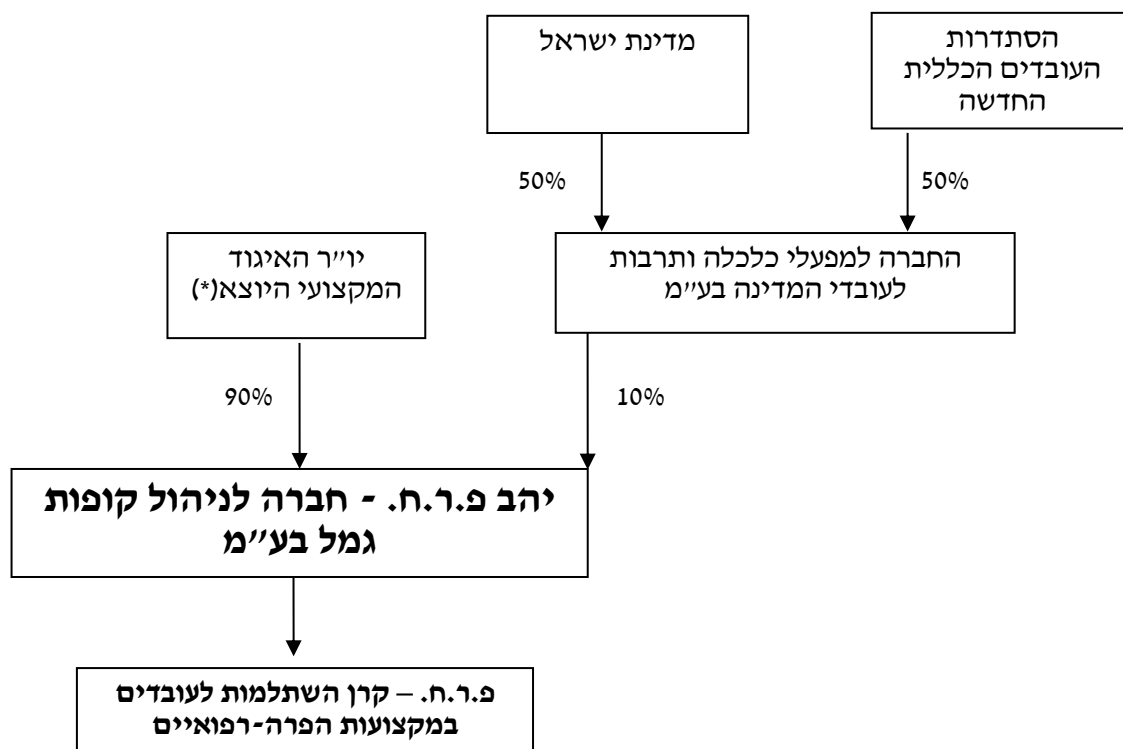 הסתדרות
העובדים הכללית
החדשה
מדינת ישראל
50%
50%
החברה למפעלי כלכלה ותרבות
לעובדי המדינה בע״מ
יו״ר האיגוד
המקצועי היוצא(*)
10%
90%
יהב פ.ר.ח. - חברה לניהול קופות
גמל בע״מ
פ.ר.ח. – קרן השתלמות לעובדים
במקצועות הפרה-רפואיים